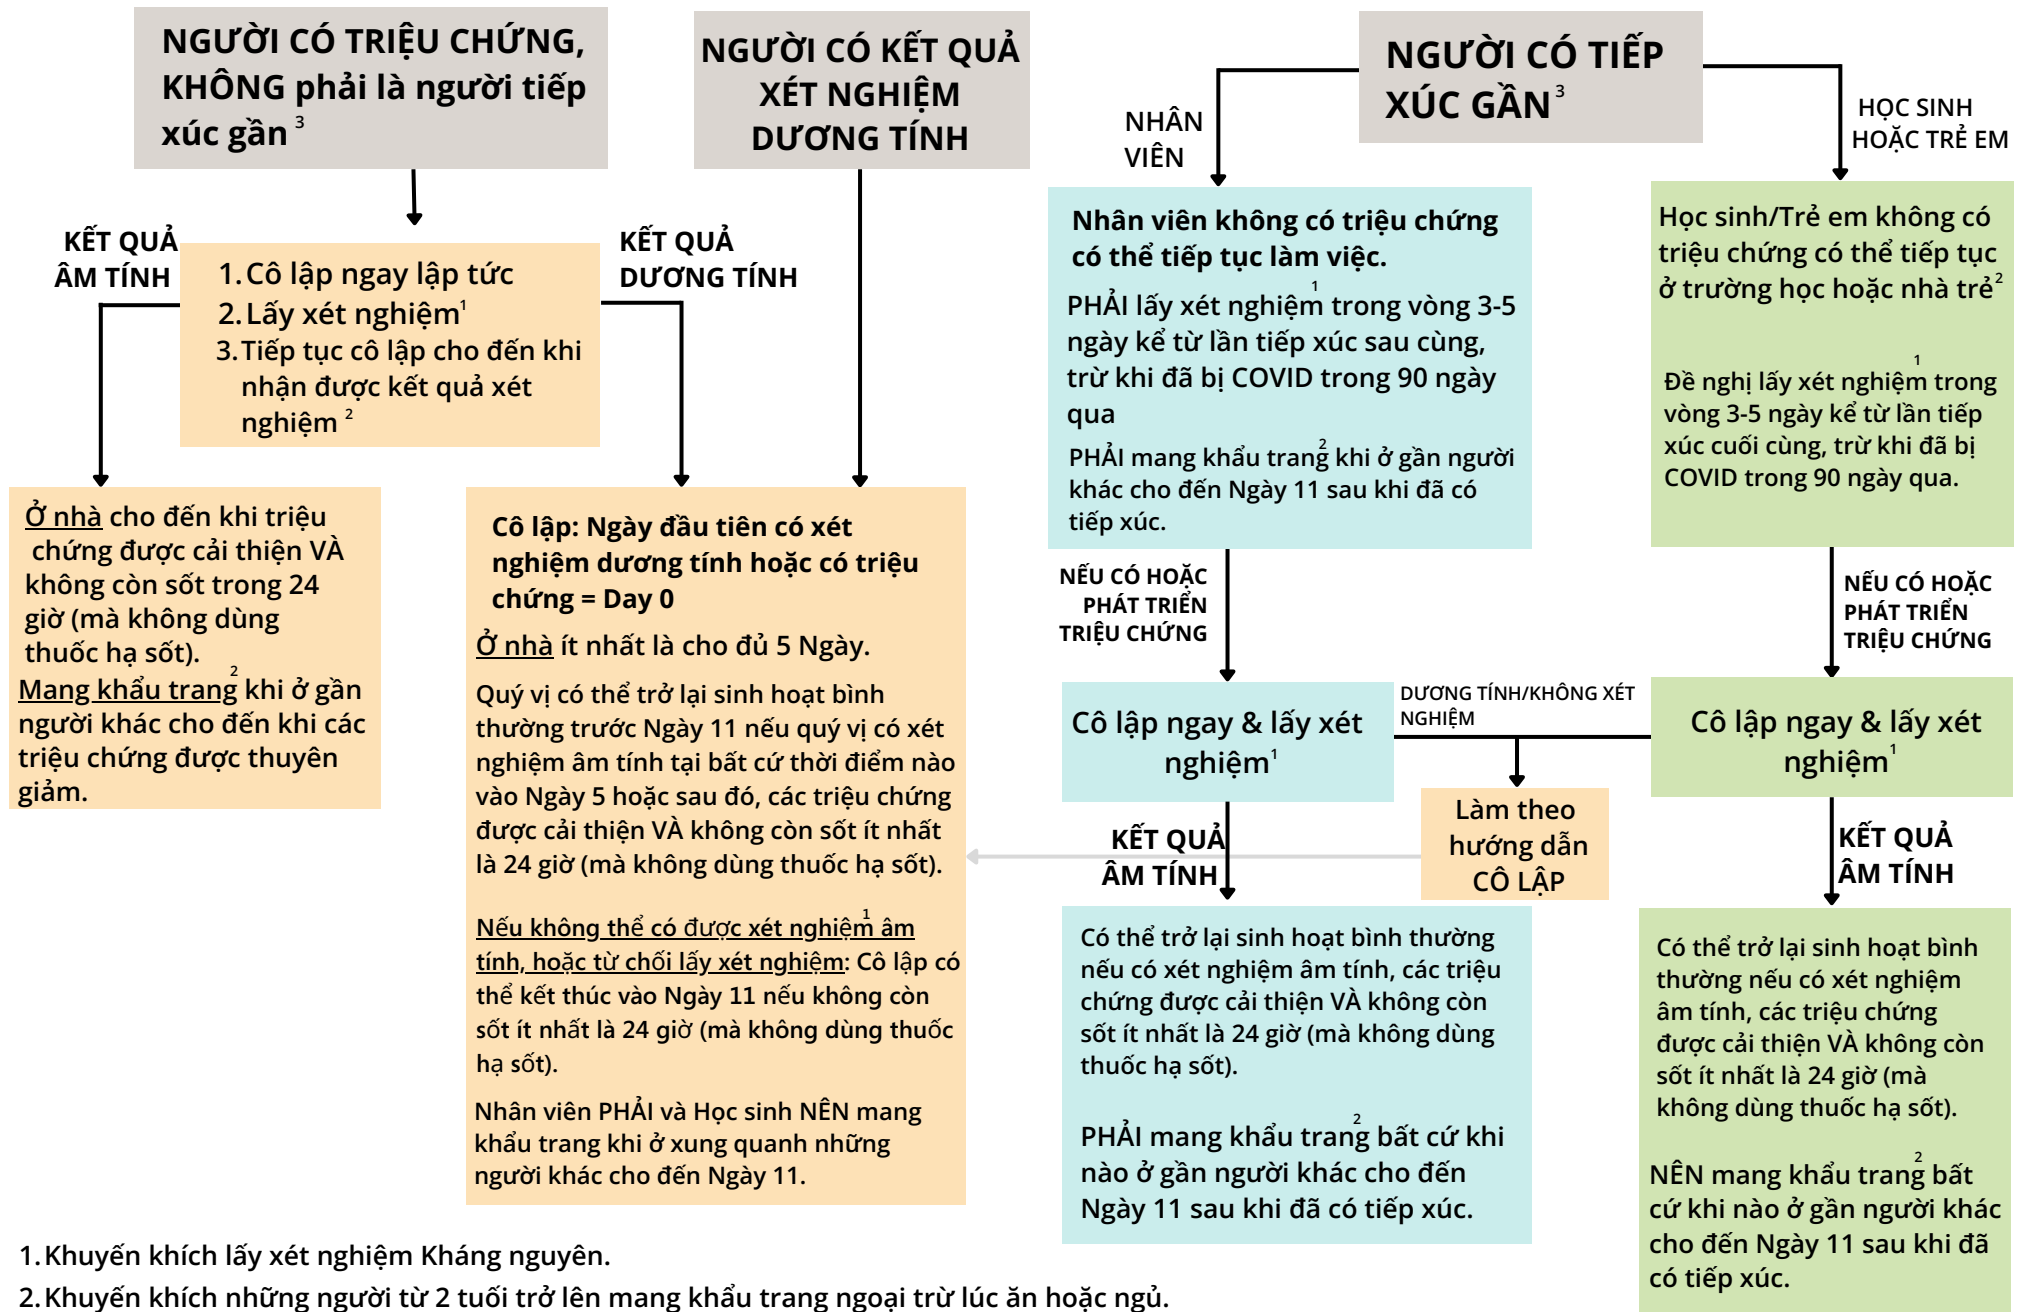 NGƯỜI CÓ TRIỆU CHỨNG,
KHÔNG phải là người tiếp
xúc gần 3
KẾT QUẢ
ÂM TÍNH
KẾT QUẢ
DƯƠNG TÍNH
1. Cô lập ngay lập tức
2. Lấy xét nghiệm1
3. Tiếp tục cô lập cho đến khi
nhận được kết quả xét
nghiệm 2
Ở nhà cho đến khi triệu
chứng được cải thiện VÀ
không còn sốt trong 24
giờ (mà không dùng
thuốc hạ sốt).
Mang khẩu trang2 khi ở gần
người khác cho đến khi các
triệu chứng được thuyên
giảm.
NGƯỜI CÓ KẾT QUẢ
XÉT NGHIỆM
DƯƠNG TÍNH
Cô lập: Ngày đầu tiên có xét
nghiệm dương tính hoặc có triệu
chứng = Day 0
Ở nhà ít nhất là cho đủ 5 Ngày.
Quý vị có thể trở lại sinh hoạt bình
thường trước Ngày 11 nếu quý vị có xét
nghiệm âm tính tại bất cứ thời điểm nào
vào Ngày 5 hoặc sau đó, các triệu chứng
được cải thiện VÀ không còn sốt ít nhất
là 24 giờ (mà không dùng thuốc hạ sốt).
Nếu không thể có được xét nghiệm1 âm
tính, hoặc từ chối lấy xét nghiệm: Cô lập có
thể kết thúc vào Ngày 11 nếu không còn
sốt ít nhất là 24 giờ (mà không dùng thuốc
hạ sốt).
Nhân viên PHẢI và Học sinh NÊN mang
khẩu trang khi ở xung quanh những
người khác cho đến Ngày 11.
NGƯỜI CÓ TIẾP
XÚC GẦN3
NHÂN
VIÊN
HỌC SINH
HOẶC TRẺ EM
Nhân viên không có triệu chứng
có thể tiếp tục làm việc.
PHẢI lấy xét nghiệm1 trong vòng 3-5
ngày kể từ lần tiếp xúc sau cùng,
trừ khi đã bị COVID trong 90 ngày
qua
PHẢI mang khẩu trang2 khi ở gần người
khác cho đến Ngày 11 sau khi đã có
tiếp xúc.
NẾU CÓ HOẶC
PHÁT TRIỂN
TRIỆU CHỨNG
Cô lập ngay & lấy xét
nghiệm1
KẾT QUẢ
ÂM TÍNH
Có thể trở lại sinh hoạt bình thường
nếu có xét nghiệm âm tính, các triệu
chứng được cải thiện VÀ không còn
sốt ít nhất là 24 giờ (mà không dùng
thuốc hạ sốt).
PHẢI mang khẩu trang2 bất cứ khi
nào ở gần người khác cho đến
Ngày 11 sau khi đã có tiếp xúc.
DƯƠNG TÍNH/KHÔNG XÉT
NGHIỆM
Làm theo
hướng dẫn
CÔ LẬP
Học sinh/Trẻ em không có
triệu chứng có thể tiếp tục
ở trường học hoặc nhà trẻ2
Đề nghị lấy xét nghiệm1 trong
vòng 3-5 ngày kể từ lần tiếp
xúc cuối cùng, trừ khi đã bị
COVID trong 90 ngày qua.
NẾU CÓ HOẶC
PHÁT TRIỂN
TRIỆU CHỨNG
Cô lập ngay & lấy xét
nghiệm1
KẾT QUẢ
ÂM TÍNH
Có thể trở lại sinh hoạt bình
thường nếu có xét nghiệm
âm tính, các triệu chứng
được cải thiện VÀ không còn
sốt ít nhất là 24 giờ (mà
không dùng thuốc hạ sốt).
NÊN mang khẩu trang2 bất
cứ khi nào ở gần người khác
cho đến Ngày 11 sau khi đã
có tiếp xúc.
1. Khuyến khích lấy xét nghiệm Kháng nguyên.
2. Khuyến khích những người từ 2 tuổi trở lên mang khẩu trang ngoại trừ lúc ăn hoặc ngủ.